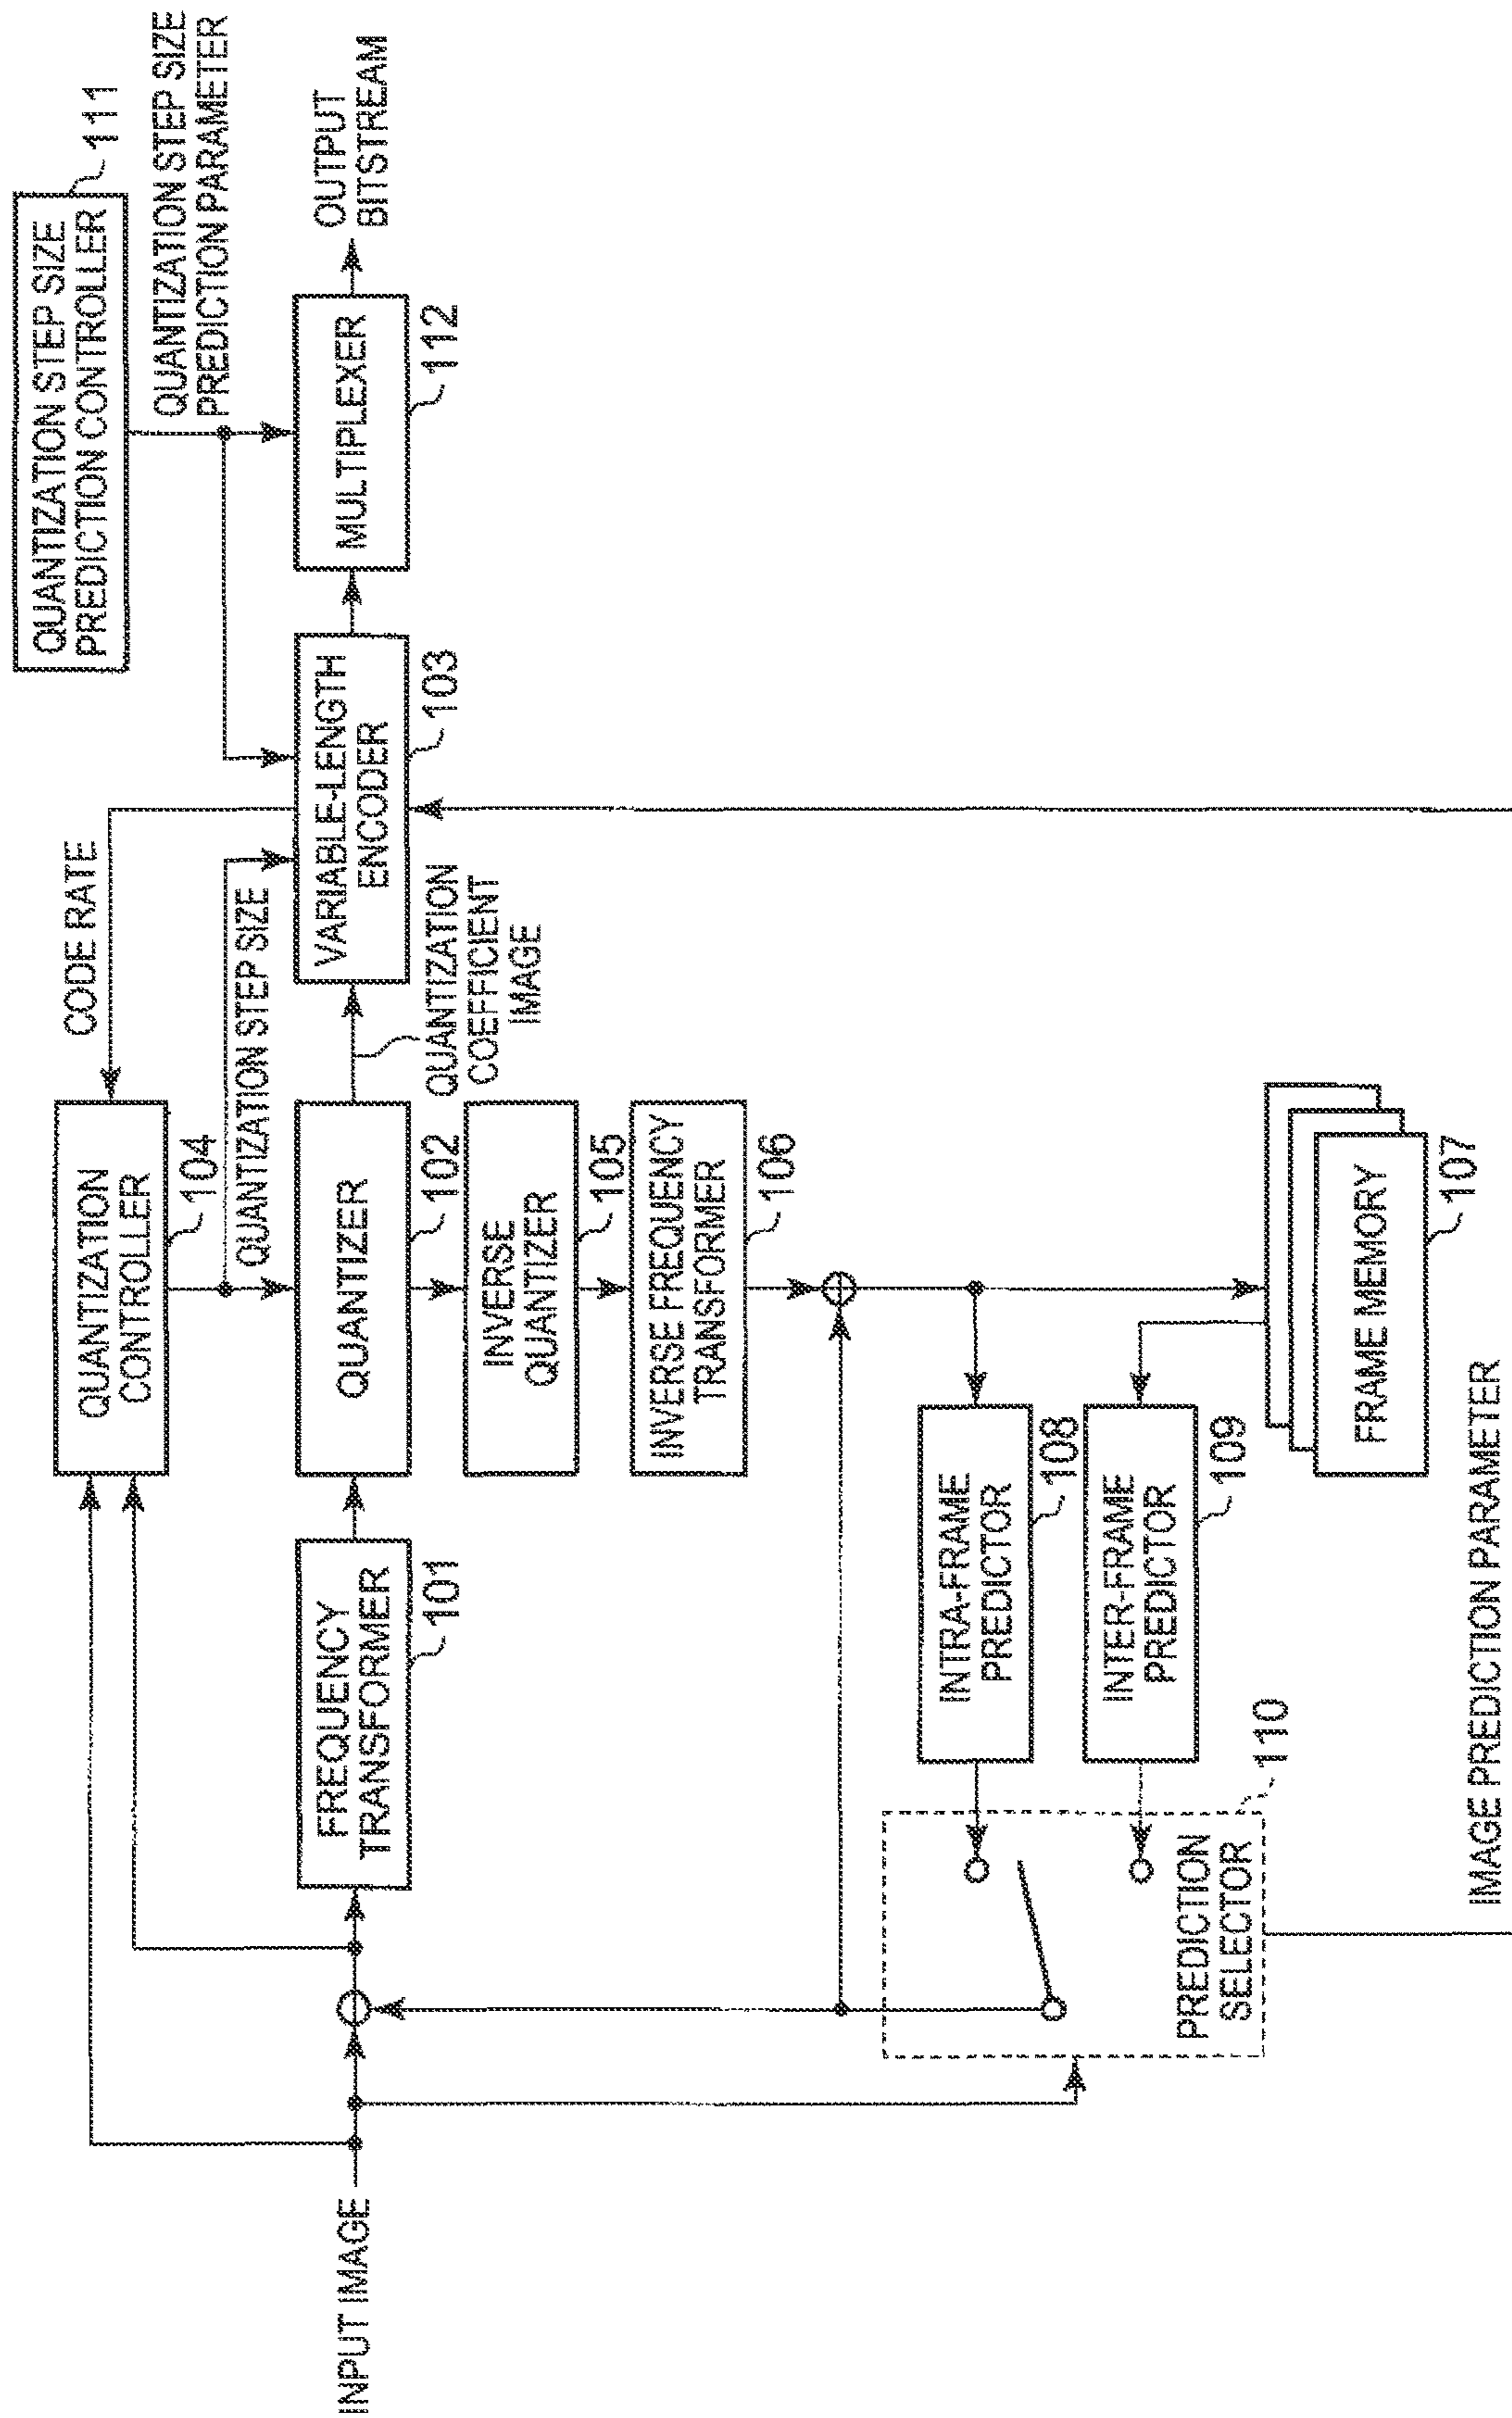 QUANTIZATION STEP SIZE
PREDICTION CONTROLLER
111
QUANTIZATION STEP SIZE
PREDICTION PARAMETER
CODE RATE
QUANTIZATION
CONTROLLER
104
QUANTIZATION STEP SIZE
INPUT IMAGE
FREQUENCY
TRANSFORMER
101
QUANTIZER
102
QUANTIZATION
COEFFICIENT
IMAGE
VARIABLE-LENGTH
ENCODER
103
MULTIPLEXER
112
OUTPUT
BITSTREAM
INVERSE
QUANTIZER
105
INVERSE FREQUENCY
TRANSFORMER
106
INTRA-FRAME
PREDICTOR
108
INTER-FRAME
PREDICTOR
109
PREDICTION
SELECTOR
110
FRAME MEMORY
107
IMAGE PREDICTION PARAMETER